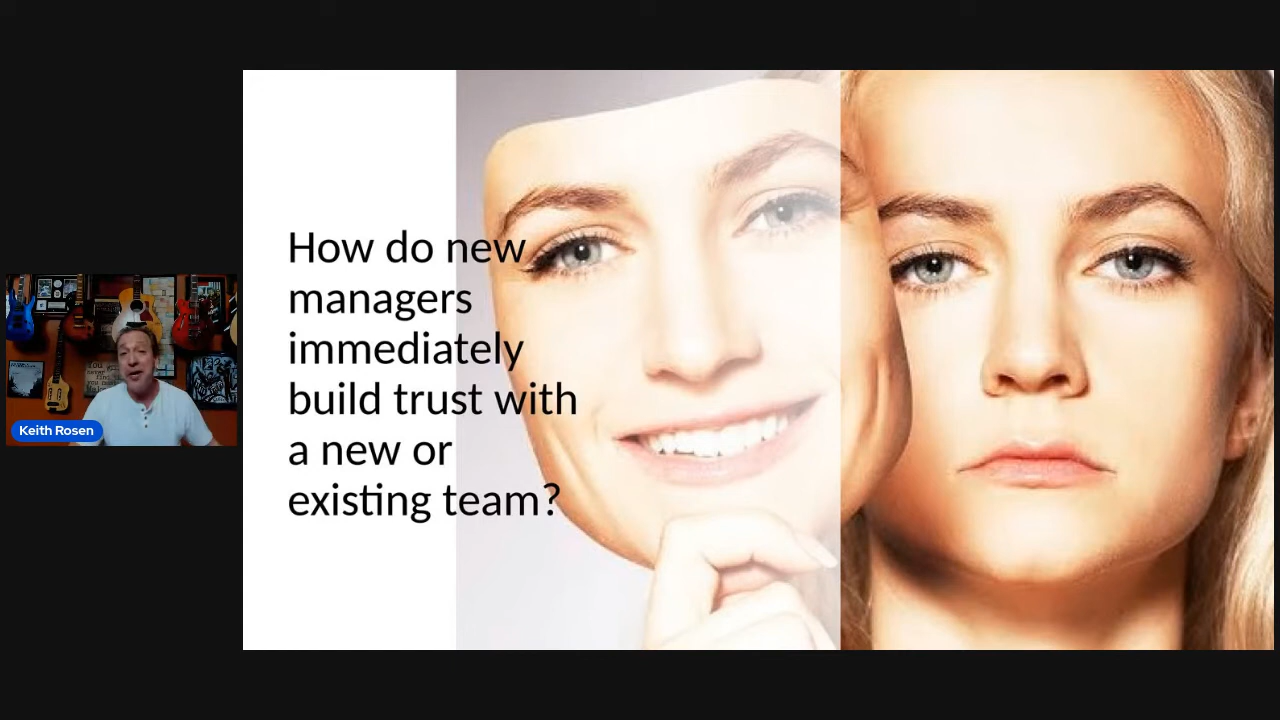 How do new
managers
immediately
build trust with
a new or
existing team?
Keith Rosen